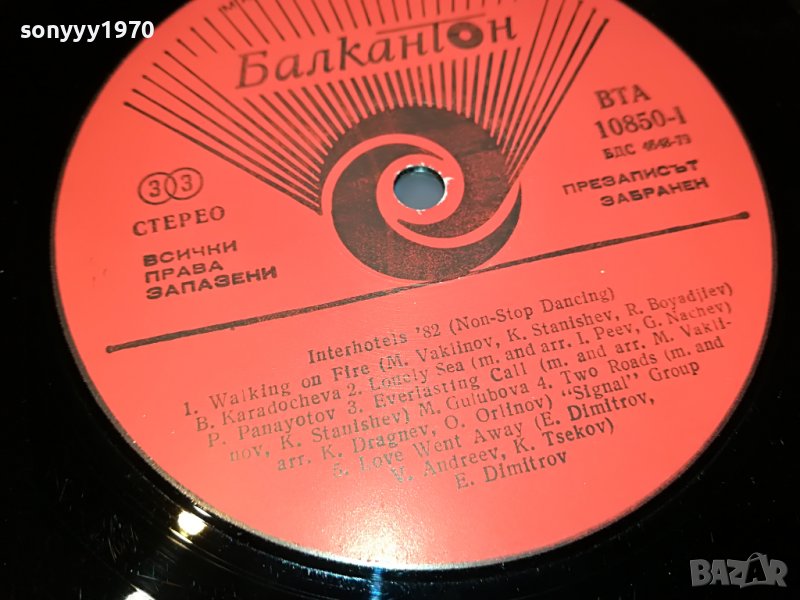 sonyyy1970
Балкантон
ВТА
10850-1
БДС 4648-73
33
СТЕРЕО
ВСИЧКИ
ПРАВА
ЗАПАЗЕНИ
ПРЕЗАПИСЪТ
ЗАБРАНЕН
Interhotels '82 (Non-Stop Dancing)
1. Walking on Fire (M. Vaklinov, K. Stanishev, R. Boyadjiev)
B. Karadocheva 2. Lonely Sea (m. and arr. I. Peev, G. Nachev)
P. Panayotov 3. Everlasting Call (m. and arr. M. Vakli-
nov, K. Stanishev) M. Gulubova 4. Two Roads (m. and
arr. K. Dragnev, O. Orlinov) "Signal" Group
5. Love Went Away (E. Dimitrov,
V. Andreev, K. Tsekov)
E. Dimitrov
BAZAR